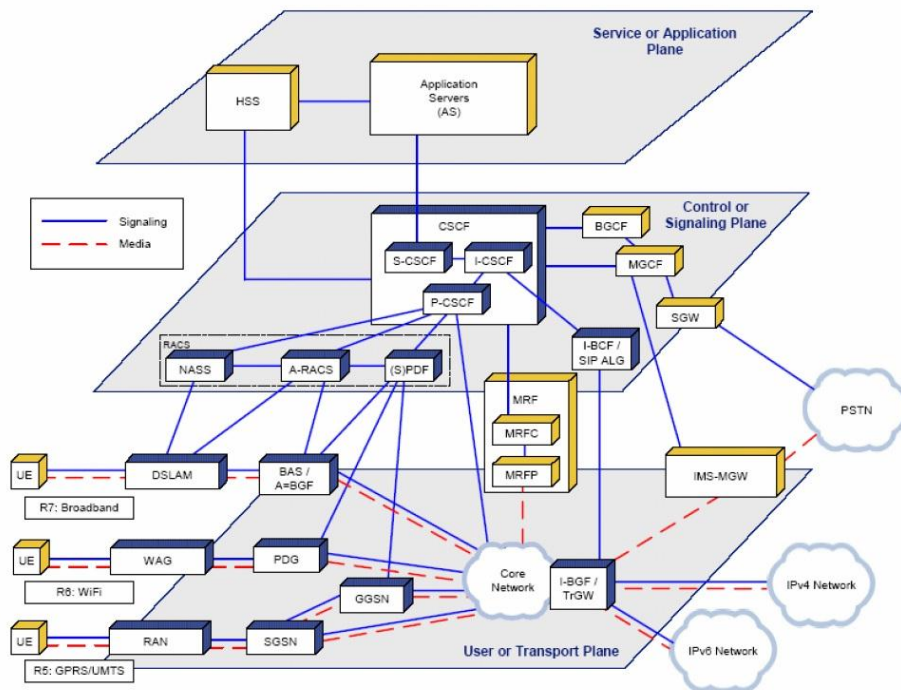 Service or Application
Plane
HSS
Application
Servers
(AS)
Signaling
Media
Control or
Signaling Plane
CSCF
BGCF
S-CSCF
I-CSCF
MGCF
P-CSCF
SGW
RACS
NASS
A-RACS
(S)PDF
I-BCF /
SIP ALG
MRF
PSTN
MRFC
MRFP
IMS-MGW
UE
DSLAM
BAS /
A=BGF
R7: Broadband
UE
WAG
PDG
Core
Network
I-BGF /
TrGW
IPv4 Network
R6: WiFi
GGSN
UE
RAN
SGSN
IPv6 Network
User or Transport Plane
R5: GPRS/UMTS